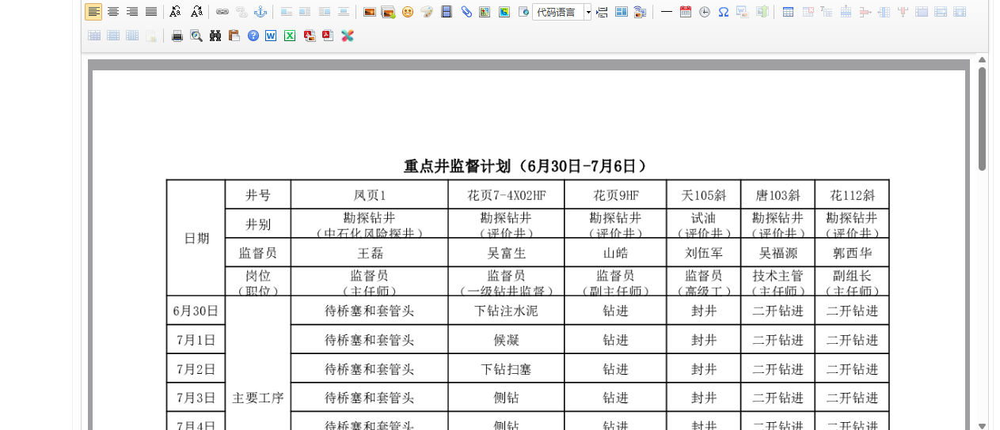 代码语言
重点井监督计划（6月30日-7月6日）
日期 井号 凤页1 花页7-4X02HF 花页9HF 天105斜 唐103斜 花112斜
井别 勘探钻井 勘探钻井 勘探钻井 试油 勘探钻井 勘探钻井
（中石化风险探井） （评价井） （评价井） （评价井） （评价井） （评价井）
监督员 王磊 吴富生 山皓 刘伍军 吴福源 郭西华
岗位 监督员 监督员 监督员 监督员 技术主管 副组长
（职位） （主任师） （一级钻井监督） （副主任师） （高级工） （主任师） （主任师）
6月30日 主要工序 待桥塞和套管头 下钻注水泥 钻进 封井 二开钻进 二开钻进
7月1日 待桥塞和套管头 候凝 钻进 封井 二开钻进 二开钻进
7月2日 待桥塞和套管头 下钻扫塞 钻进 封井 二开钻进 二开钻进
7月3日 待桥塞和套管头 侧钻 钻进 封井 二开钻进 二开钻进
7月4日 待桥塞和套管头 侧钻 钻进 封井 二开钻进 二开钻进